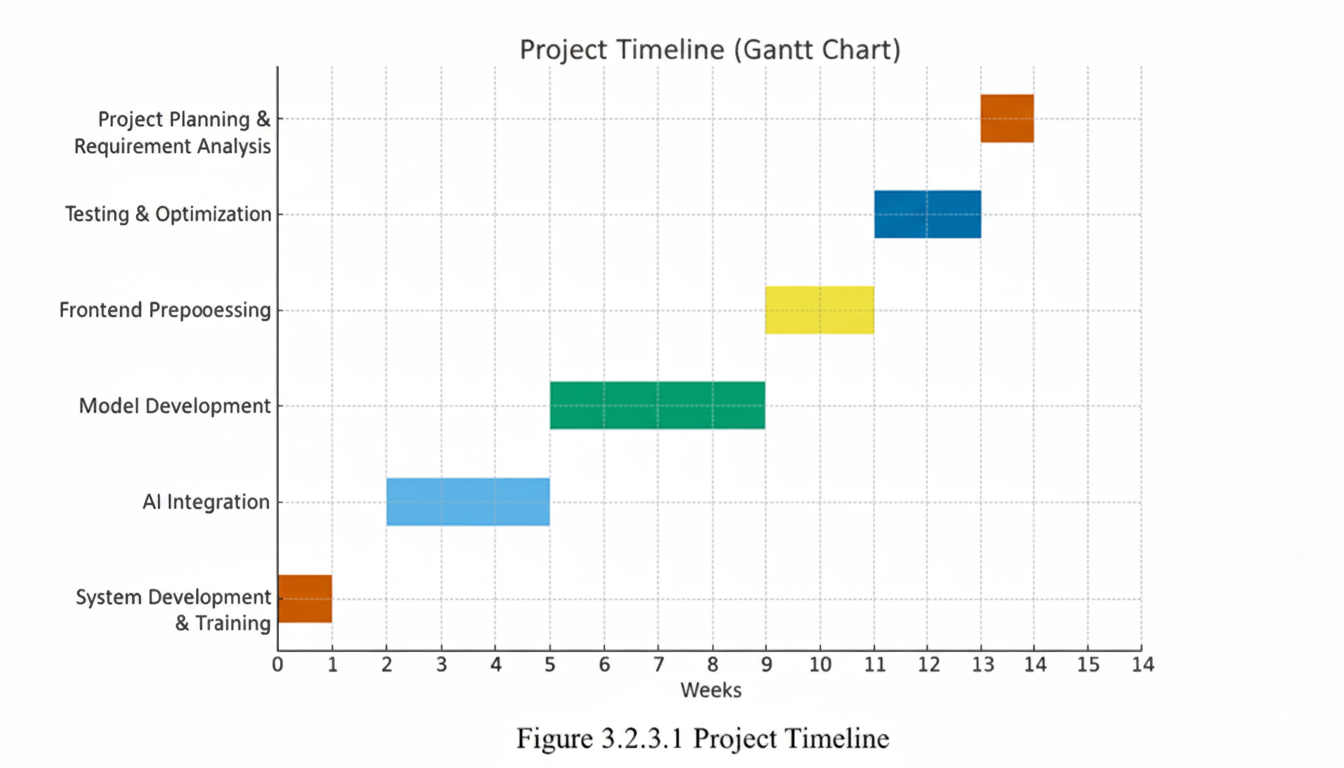 Project Timeline (Gantt Chart)
Project Planning &
Requirement Analysis
Testing & Optimization
Frontend Prepooessing
Model Development
AI Integration
System Development
& Training
0 1 2 3 4 5 6 7 8 9 10 11 12 13 14 15 14
Weeks
Figure 3.2.3.1 Project Timeline